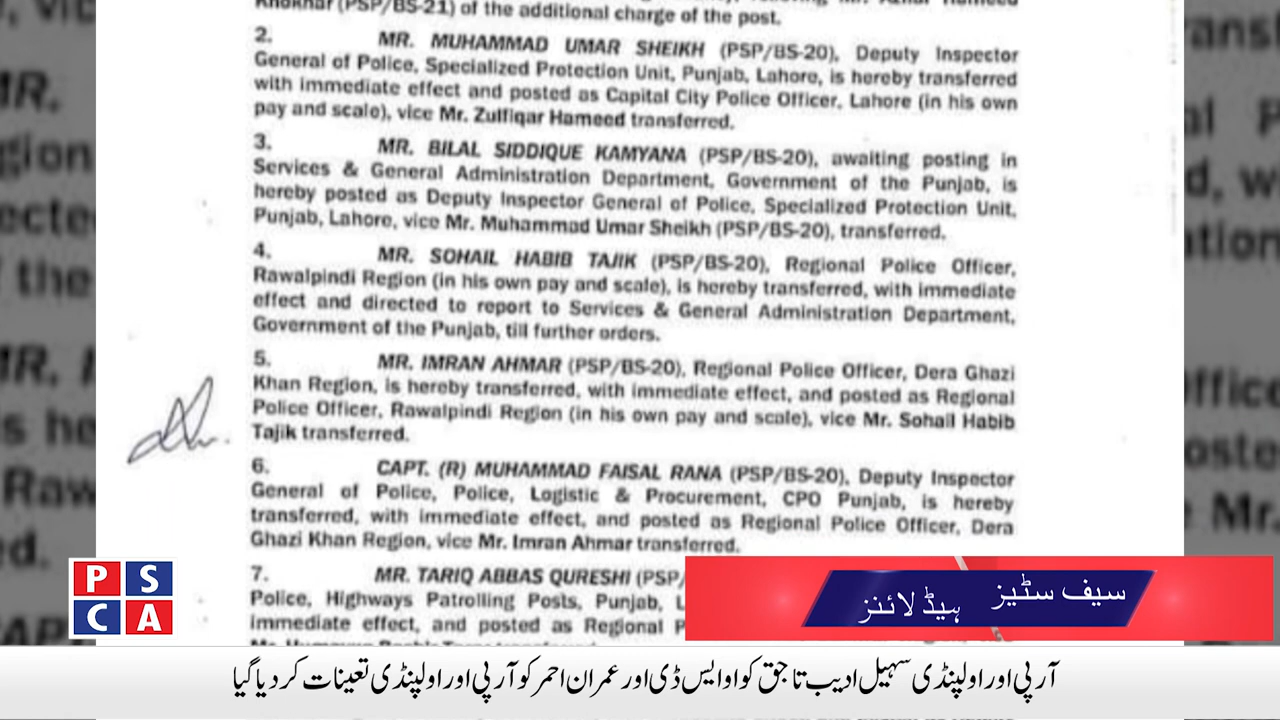 Khokhar (PSP/BS-21) of the additional charge of the post.
2. MR. MUHAMMAD UMAR SHEIKH (PSP/BS-20), Deputy Inspector
General of Police, Specialized Protection Unit, Punjab, Lahore, is hereby transferred
with immediate effect and posted as Capital City Police Officer, Lahore (in his own
pay and scale), vice Mr. Zulfiqar Hameed transferred.
3. MR. BILAL SIDDIQUE KAMYANA (PSP/BS-20), awaiting posting in
Services & General Administration Department, Government of the Punjab, is
hereby posted as Deputy Inspector General of Police, Specialized Protection Unit,
Punjab, Lahore, vice Mr. Muhammad Umar Sheikh (PSP/BS-20), transferred.
4. MR. SOHAIL HABIB TAJIK (PSP/BS-20), Regional Police Officer,
Rawalpindi Region (in his own pay and scale), is hereby transferred, with immediate
effect and directed to report to Services & General Administration Department,
Government of the Punjab, till further orders.
5. MR. IMRAN AHMAR (PSP/BS-20), Regional Police Officer, Dera Ghazi
Khan Region, is hereby transferred, with immediate effect, and posted as Regional
Police Officer, Rawalpindi Region (in his own pay and scale), vice Mr. Sohail Habib
Tajik transferred.
6. CAPT. (R) MUHAMMAD FAISAL RANA (PSP/BS-20), Deputy Inspector
General of Police, Police, Logistic & Procurement, CPO Punjab, is hereby
transferred, with immediate effect, and posted as Regional Police Officer, Dera
Ghazi Khan Region, vice Mr. Imran Ahmar transferred.
7. MR. TARIQ ABBAS QURESHI (PSP/
Police, Highways Patrolling Posts, Punjab, L
immediate effect, and posted as Regional P
PSCA
سیف سٹیز ہیڈ لائنز
آر پی او راولپنڈی سہیل ادیب تاجق کو او ایس ڈی اور عمران احمر کو آر پی او راولپنڈی تعینات کر دیا گیا